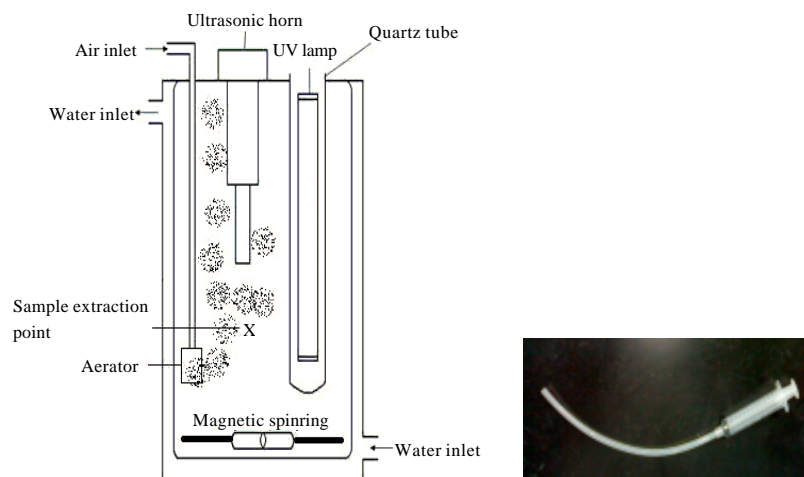 Ultrasonic horn
Air inlet
UV lamp
Quartz tube
Water inlet
Sample extraction
point
X
Aerator
Magnetic spinring
Water inlet